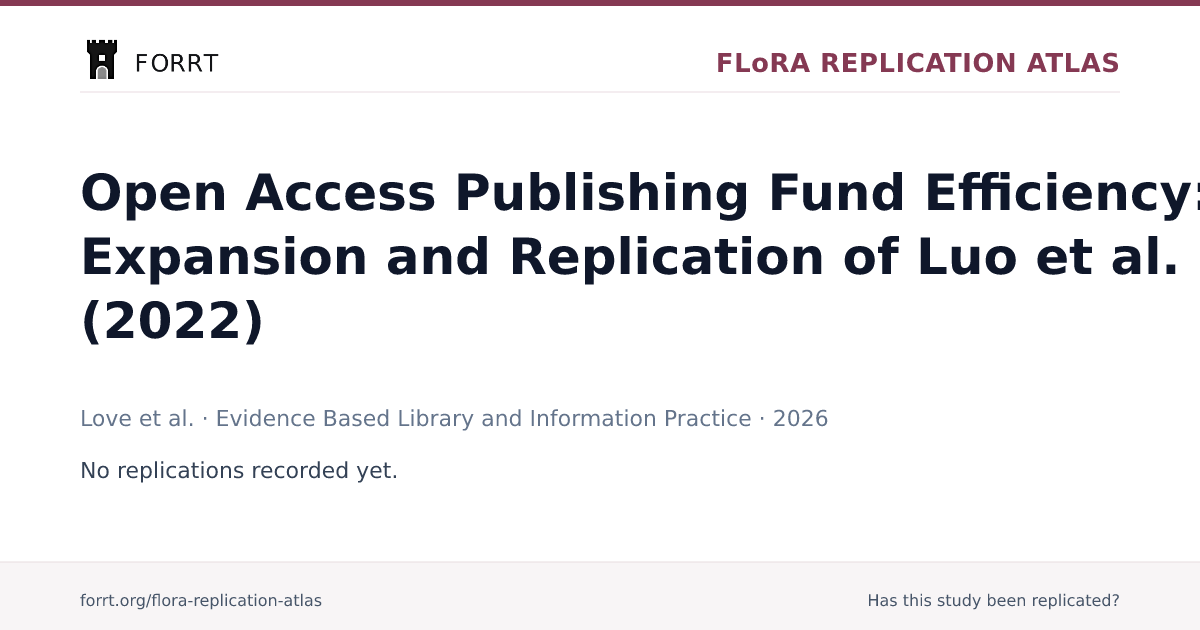 FORRT
FLoRA REPLICATION ATLAS
Open Access Publishing Fund Efficiency:
Expansion and Replication of Luo et al.
(2022)
Love et al. · Evidence Based Library and Information Practice · 2026
No replications recorded yet.
forrt.org/flora-replication-atlas
Has this study been replicated?